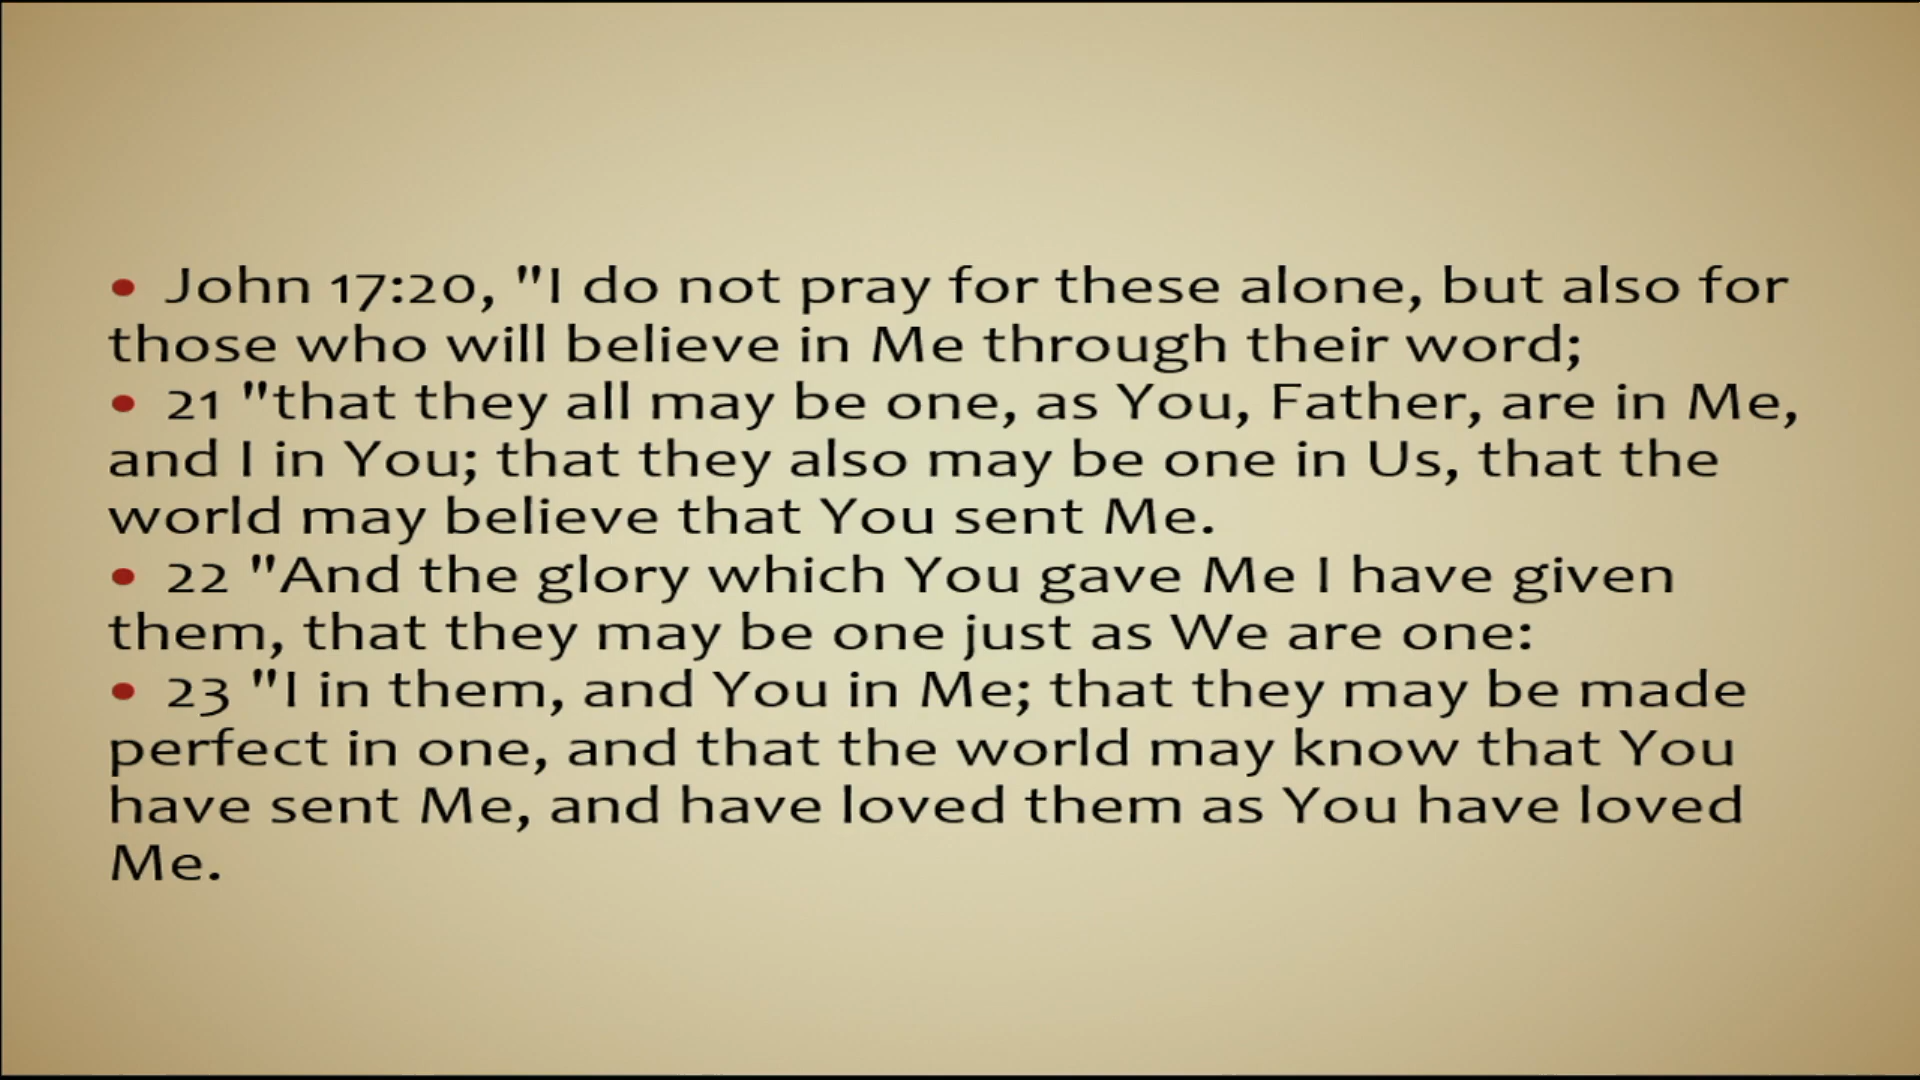 • John 17:20, "I do not pray for these alone, but also for
those who will believe in Me through their word;
• 21 "that they all may be one, as You, Father, are in Me,
and I in You; that they also may be one in Us, that the
world may believe that You sent Me.
• 22 "And the glory which You gave Me I have given
them, that they may be one just as We are one:
• 23 "I in them, and You in Me; that they may be made
perfect in one, and that the world may know that You
have sent Me, and have loved them as You have loved
Me.